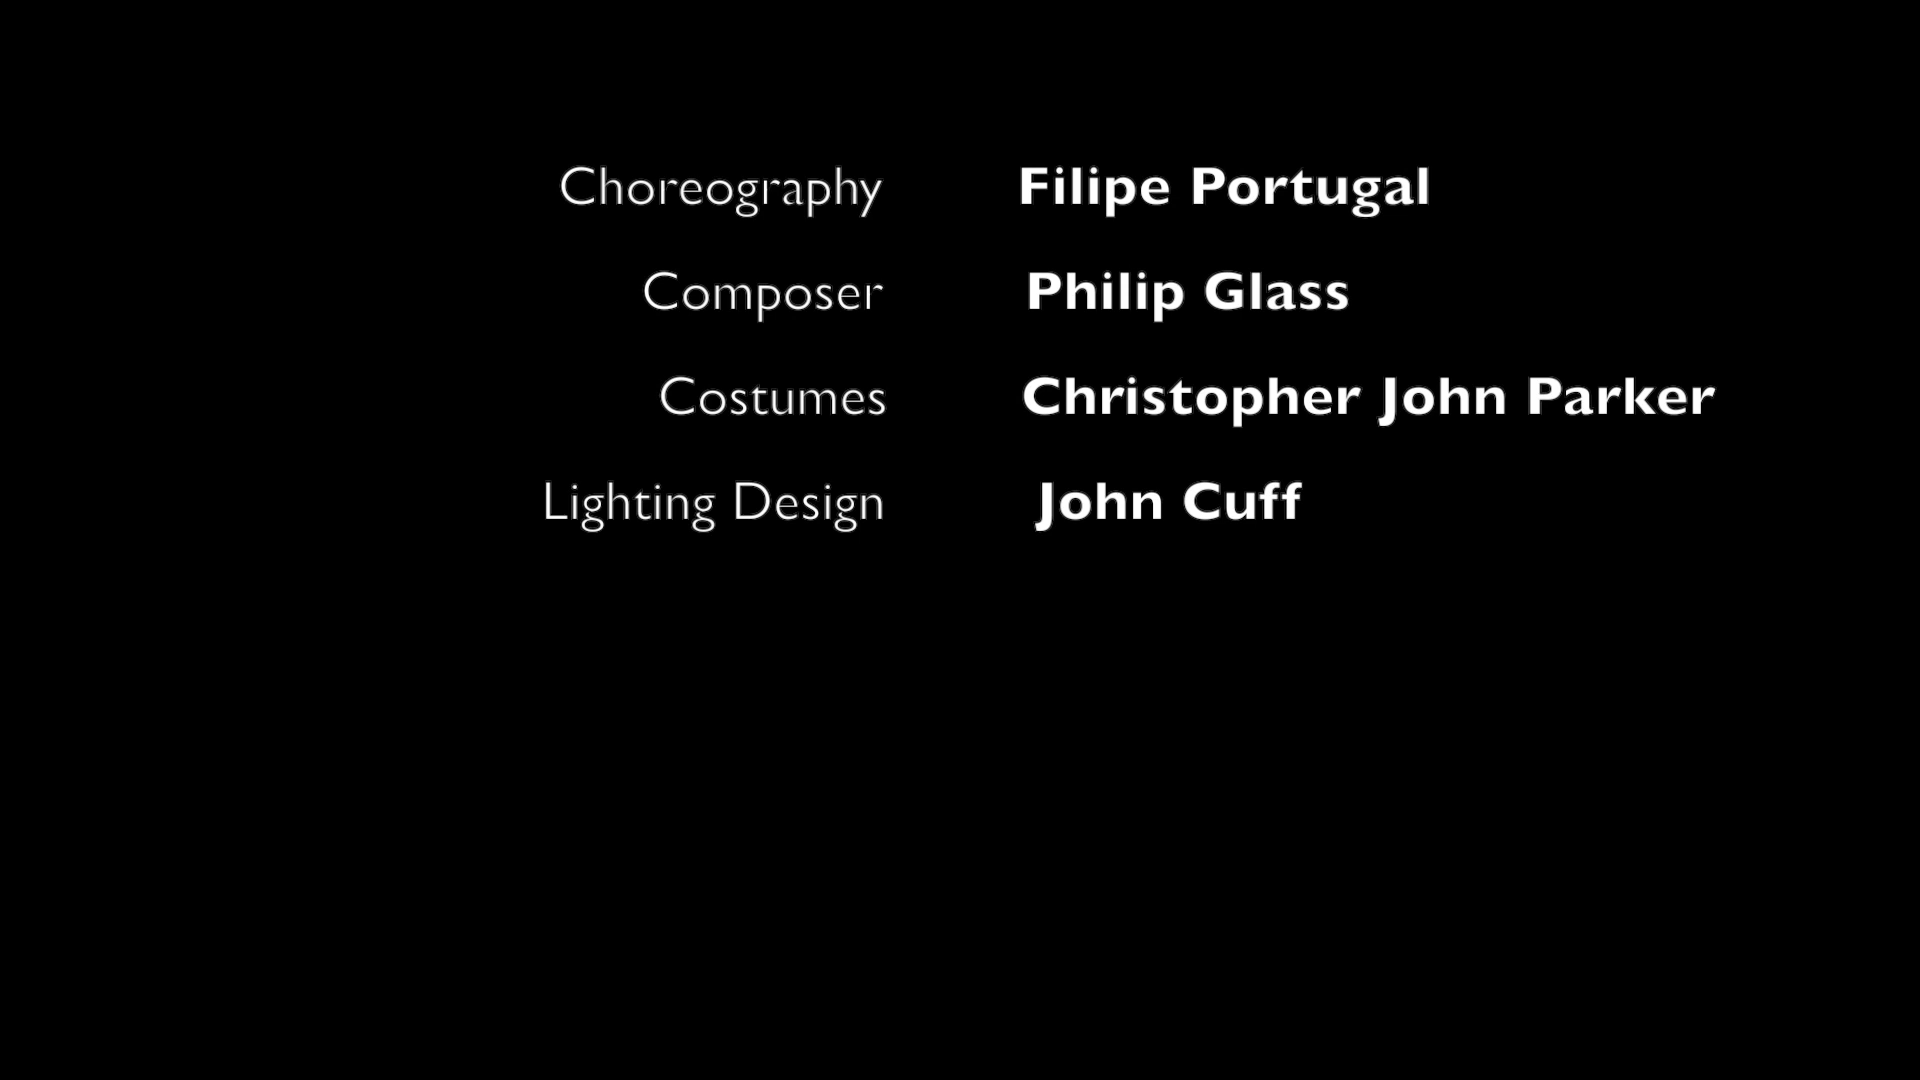 Choreography Filipe Portugal
Composer Philip Glass
Costumes Christopher John Parker
Lighting Design John Cuff